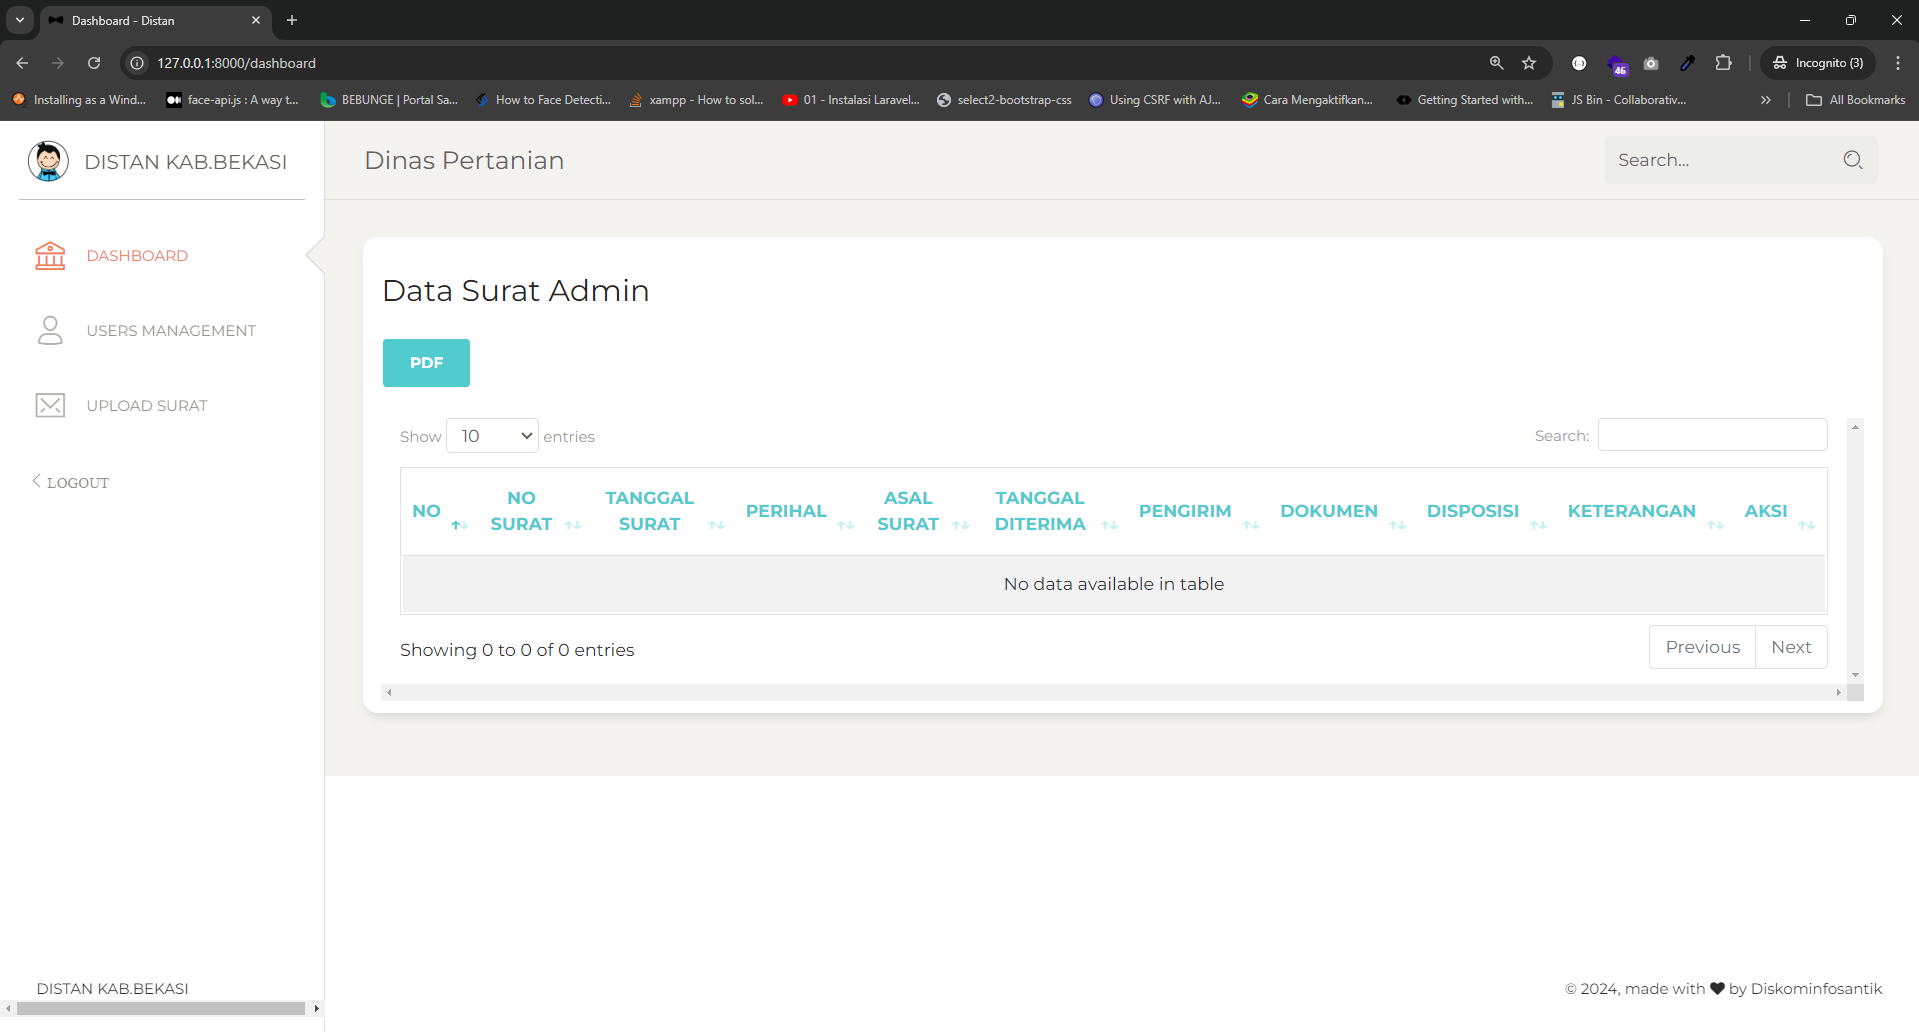 Dashboard - Distan
127.0.0.1:8000/dashboard
46
Incognito (3)
Installing as a Wind...
face-api.js : A way t...
BEBUNGE | Portal Sa...
How to Face Detecti...
xampp - How to sol...
01 - Instalasi Laravel...
select2-bootstrap-css
Using CSRF with AJ...
Cara Mengaktifkan...
Getting Started with...
JS Bin - Collaborativ...
All Bookmarks
DISTAN KAB.BEKASI
Dinas Pertanian
Search...
DASHBOARD
USERS MANAGEMENT
UPLOAD SURAT
LOGOUT
Data Surat Admin
PDF
Show 10 entries
Search:
NO
NO SURAT
TANGGAL SURAT
PERIHAL
ASAL SURAT
TANGGAL DITERIMA
PENGIRIM
DOKUMEN
DISPOSISI
KETERANGAN
AKSI
No data available in table
Showing 0 to 0 of 0 entries
Previous
Next
DISTAN KAB.BEKASI
© 2024, made with ♥ by Diskominfosantik